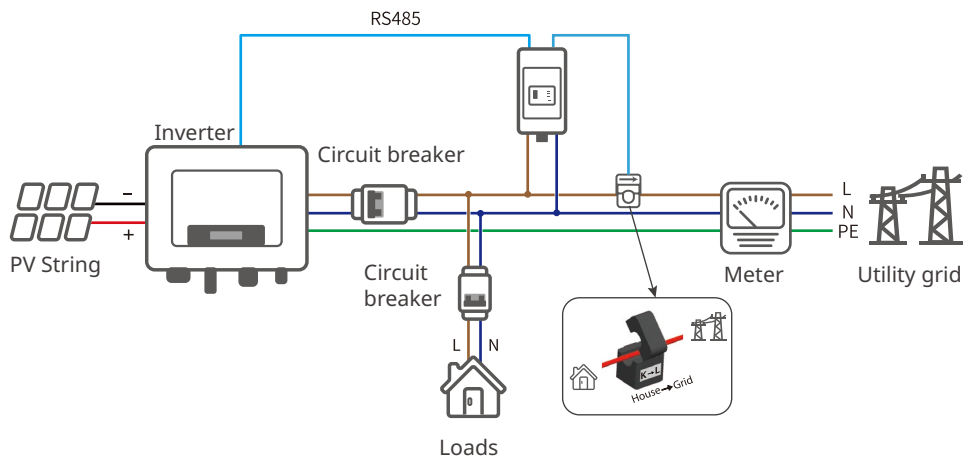 RS485
Inverter
Circuit breaker
–
+
PV String
L
N
PE
Circuit
breaker
Meter
Utility grid
L N
K→L
House→Grid
Loads